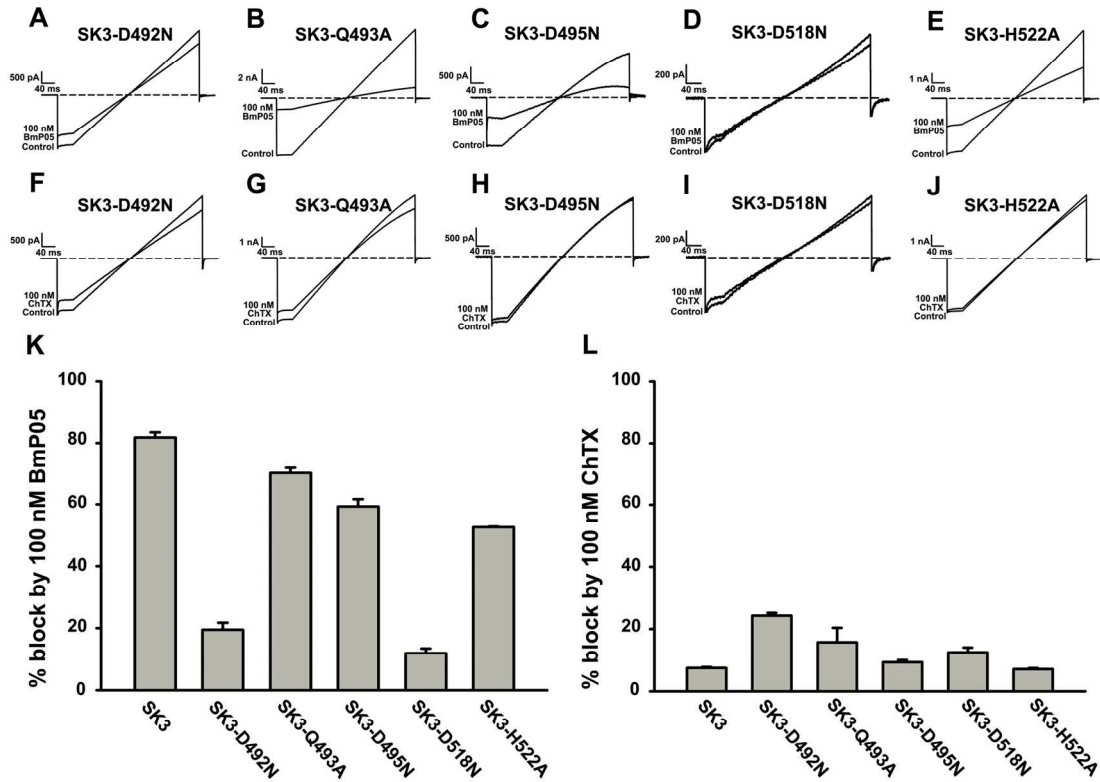 A
SK3-D492N
500 pA
40 ms
100 nM
BmP05
Control
B
SK3-Q493A
2 nA
40 ms
100 nM
BmP05
Control
C
SK3-D495N
500 pA
40 ms
100 nM
BmP05
Control
D
SK3-D518N
200 pA
40 ms
100 nM
BmP05
Control
E
SK3-H522A
1 nA
40 ms
100 nM
BmP05
Control
F
SK3-D492N
500 pA
40 ms
100 nM
ChTX
Control
G
SK3-Q493A
1 nA
40 ms
100 nM
ChTX
Control
H
SK3-D495N
500 pA
40 ms
100 nM
ChTX
Control
I
SK3-D518N
200 pA
40 ms
100 nM
ChTX
Control
J
SK3-H522A
1 nA
40 ms
100 nM
ChTX
Control
K
% block by 100 nM BmP05
100
80
60
40
20
0
SK3
SK3-D492N
SK3-Q493A
SK3-D495N
SK3-D518N
SK3-H522A
L
% block by 100 nM ChTX
100
80
60
40
20
0
SK3
SK3-D492N
SK3-Q493A
SK3-D495N
SK3-D518N
SK3-H522A